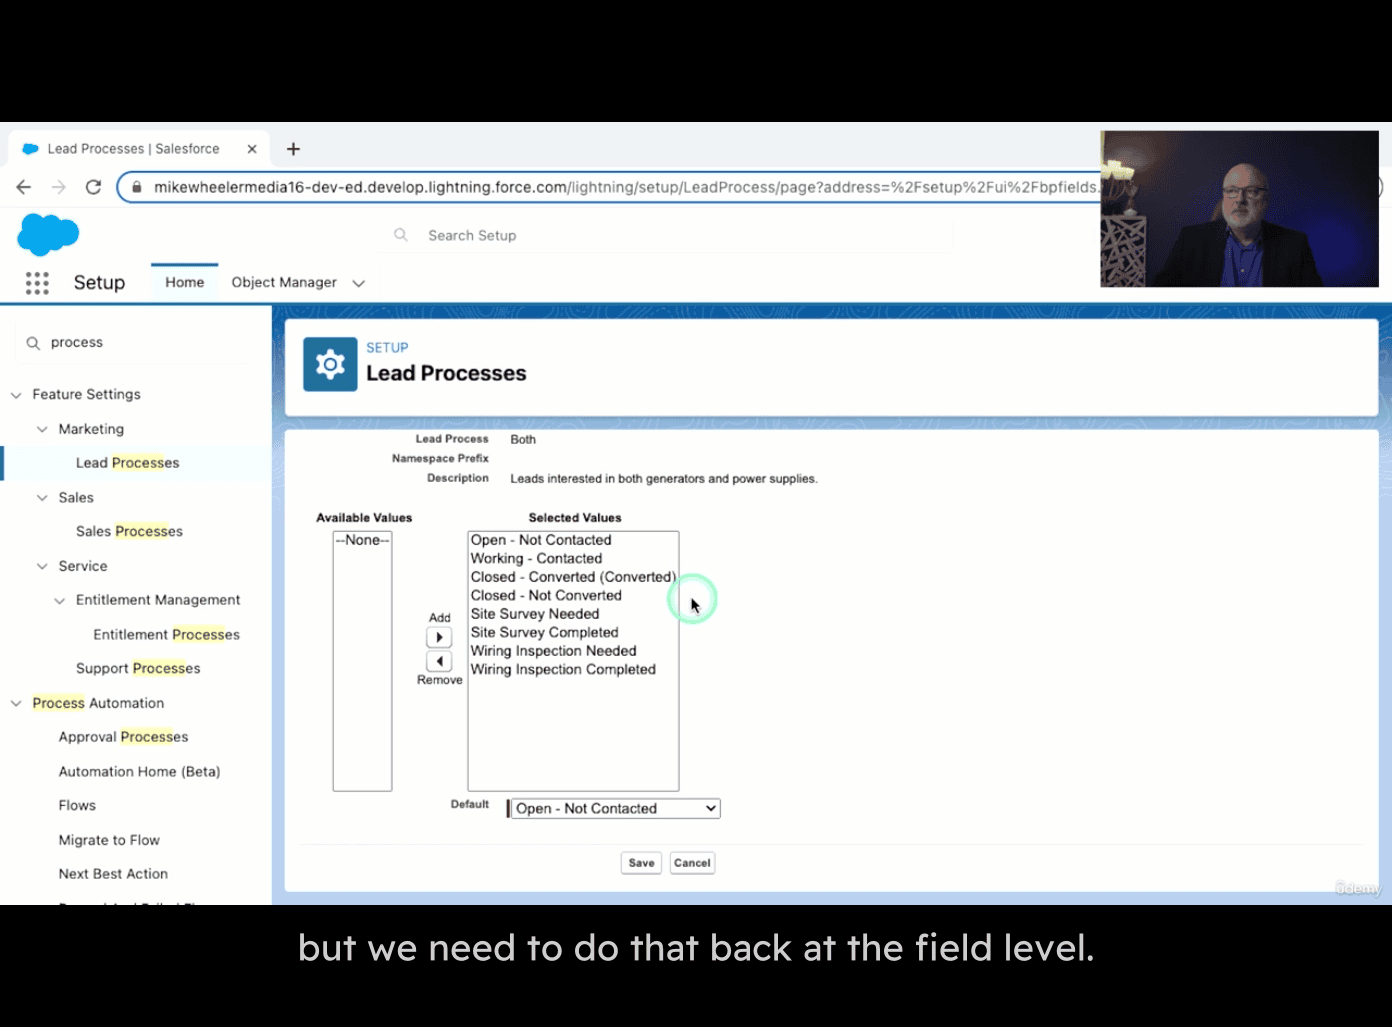 Lead Processes | Salesforce
mikewheelermedia16-dev-ed.develop.lightning.force.com/lightning/setup/LeadProcess/page?address=%2Fsetup%2Fui%2Fbpfields.
Search Setup
Setup
Home
Object Manager
process
Feature Settings
Marketing
Lead Processes
Sales
Sales Processes
Service
Entitlement Management
Entitlement Processes
Support Processes
Process Automation
Approval Processes
Automation Home (Beta)
Flows
Migrate to Flow
Next Best Action
SETUP
Lead Processes
Lead Process Both
Namespace Prefix
Description Leads interested in both generators and power supplies.
Available Values
--None--
Add
Remove
Selected Values
Open - Not Contacted
Working - Contacted
Closed - Converted (Converted)
Closed - Not Converted
Site Survey Needed
Site Survey Completed
Wiring Inspection Needed
Wiring Inspection Completed
Default Open - Not Contacted
Save Cancel
ûdemy
but we need to do that back at the field level.